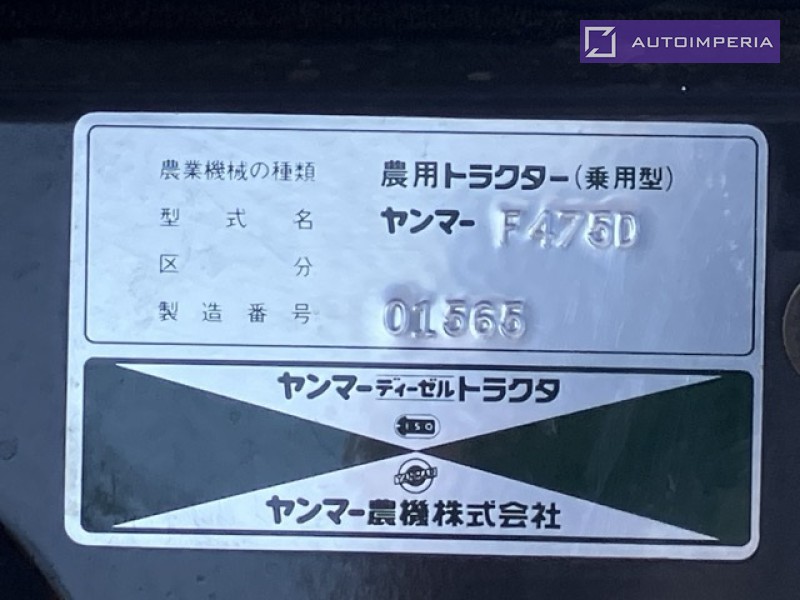 AUTOIMPERIA
農業機械の種類 農用トラクター(乗用型)
型式名 ヤンマー F475D
区分
製造番号 01565
ヤンマーディーゼルトラクタ
ISO
YANMAR
ヤンマー農機株式会社